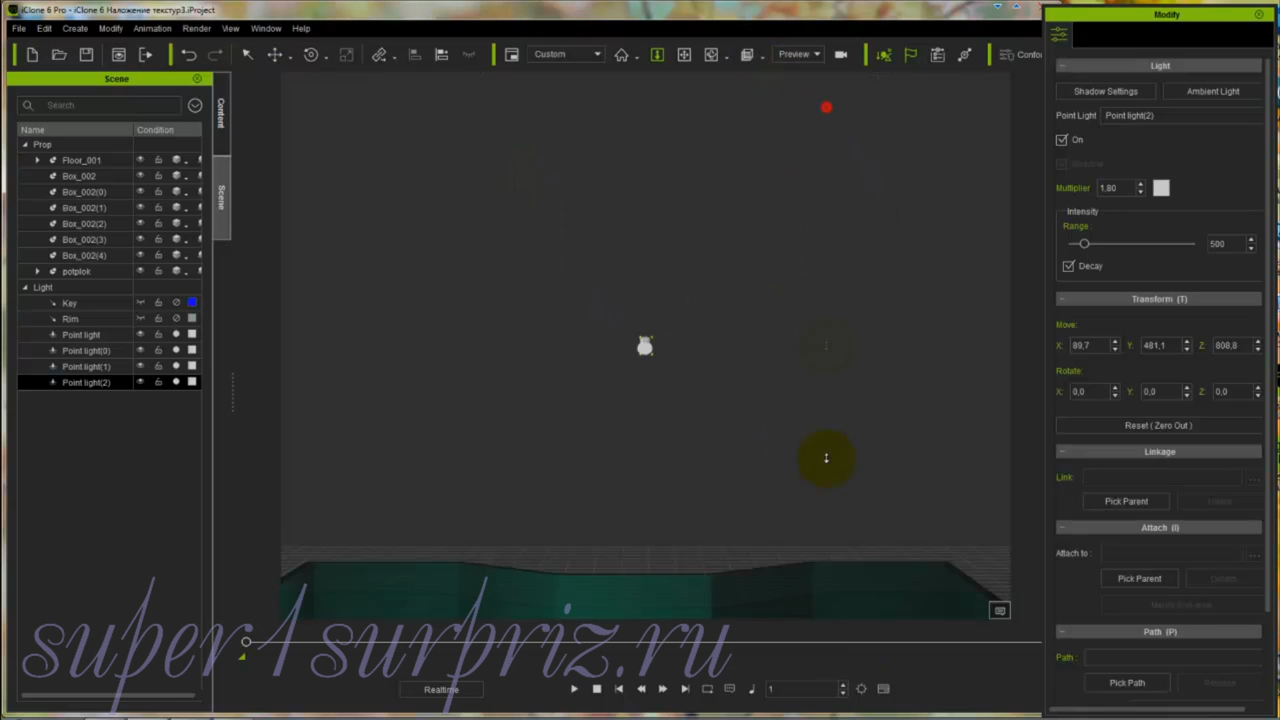 iClone 6 Pro - iClone 6 Наложение текстур3.iProject
File Edit Create Modify Animation Render View Window Help
Custom
Preview
Confor
Scene
Search
Name Condition
Prop
Floor_001
Box_002
Box_002(0)
Box_002(1)
Box_002(2)
Box_002(3)
Box_002(4)
potplok
Light
Key
Rim
Point light
Point light(0)
Point light(1)
Point light(2)
Content
Scene
Modify
Light
Shadow Settings Ambient Light
Point Light Point light(2)
On
Shadow
Multiplier 1,80
Intensity
Range :
500
Decay
Transform (T)
Move:
X: 89,7 Y: 481,1 Z: 808,8
Rotate:
X: 0,0 Y: 0,0 Z: 0,0
Reset ( Zero Out )
Linkage
Link:
Pick Parent
Attach (I)
Attach to :
Pick Parent
Path (P)
Path :
Pick Path
Realtime
1
super1surpriz.ru